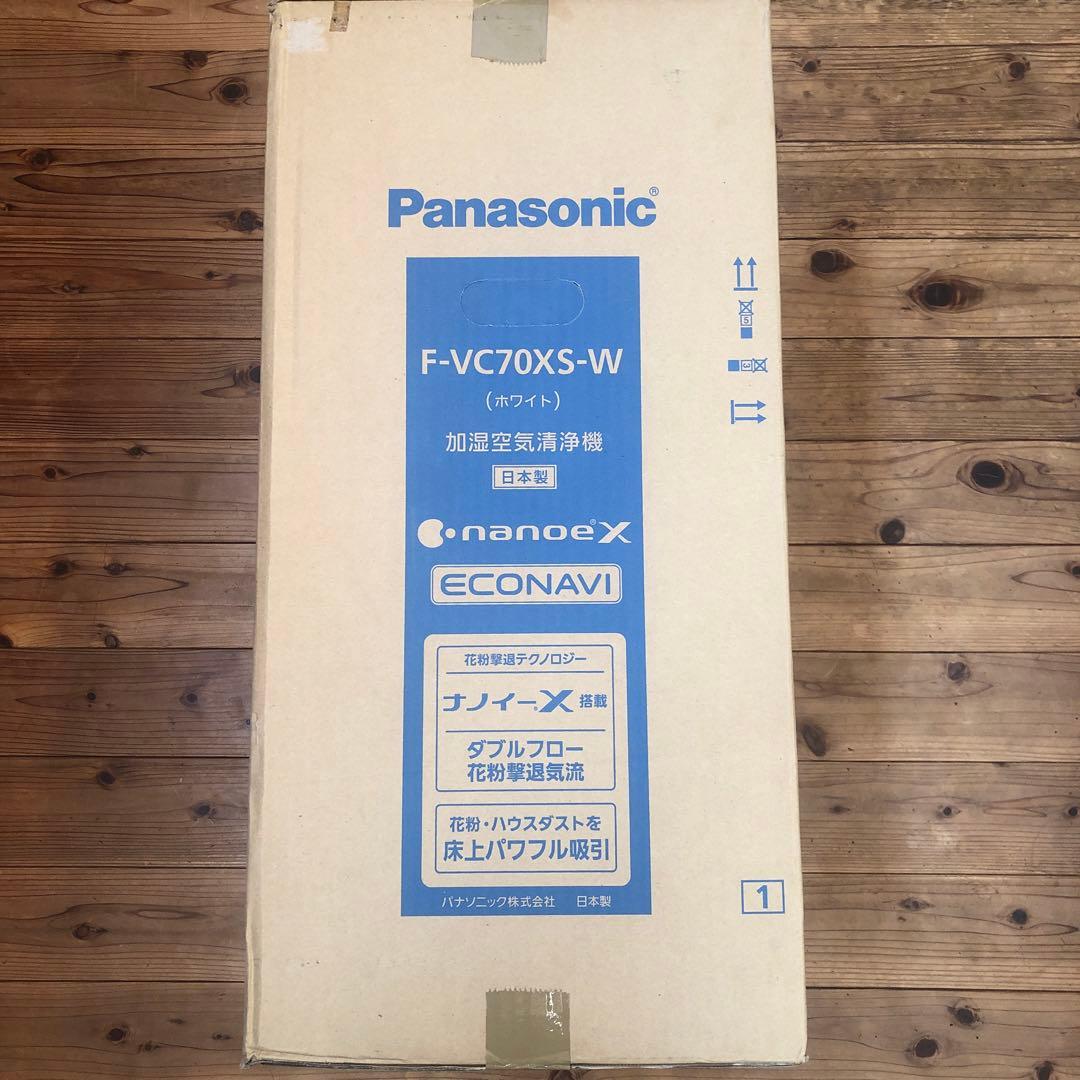 Panasonic®
F-VC70XS-W
(ホワイト)
加湿空気清浄機
日本製
nanoe®X
ECONAVI
花粉撃退テクノロジー
ナノイー®X 搭載
ダブルフロー
花粉撃退気流
花粉・ハウスダストを
床上パワフル吸引
パナソニック株式会社 日本製
5
3
1